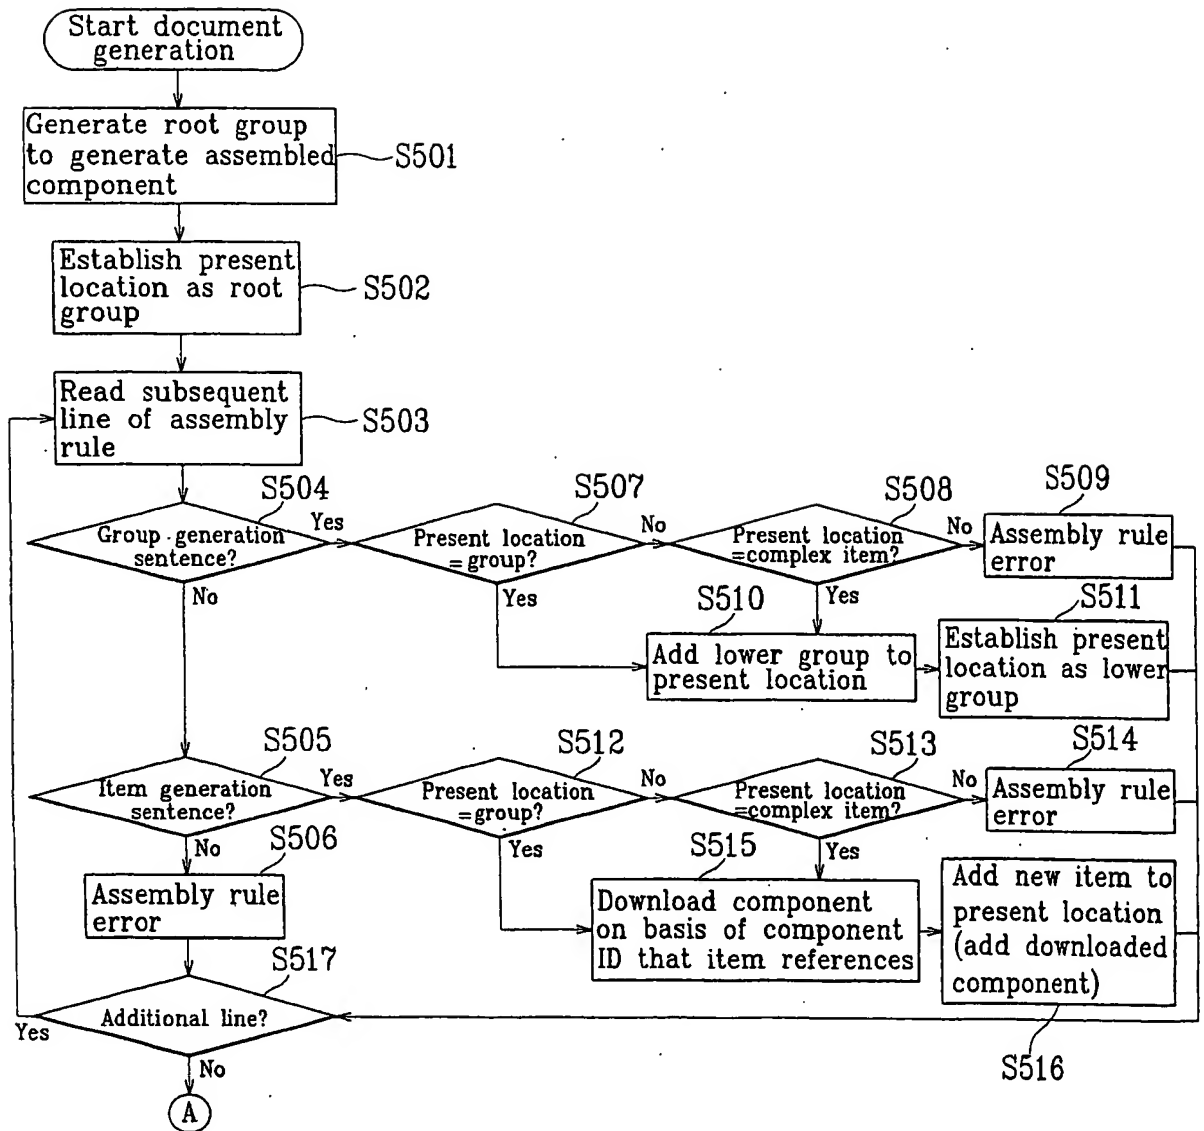 Start document
generation
Generate root group
to generate assembled
component
S501
Establish present
location as root
group
S502
Read subsequent
line of assembly
rule
S503
S504
Group generation
sentence?
Yes
No
S507
Present location
=group?
No
Yes
S508
Present location
=complex item?
No
Yes
S509
Assembly rule
error
S510
Add lower group to
present location
S511
Establish present
location as lower
group
S505
Item generation
sentence?
Yes
No
S512
Present location
=group?
No
Yes
S513
Present location
=complex item?
No
Yes
S514
Assembly rule
error
S506
Assembly rule
error
S515
Download component
on basis of component
ID that item references
Add new item to
present location
(add downloaded
component)
S516
S517
Additional line?
Yes
No
A